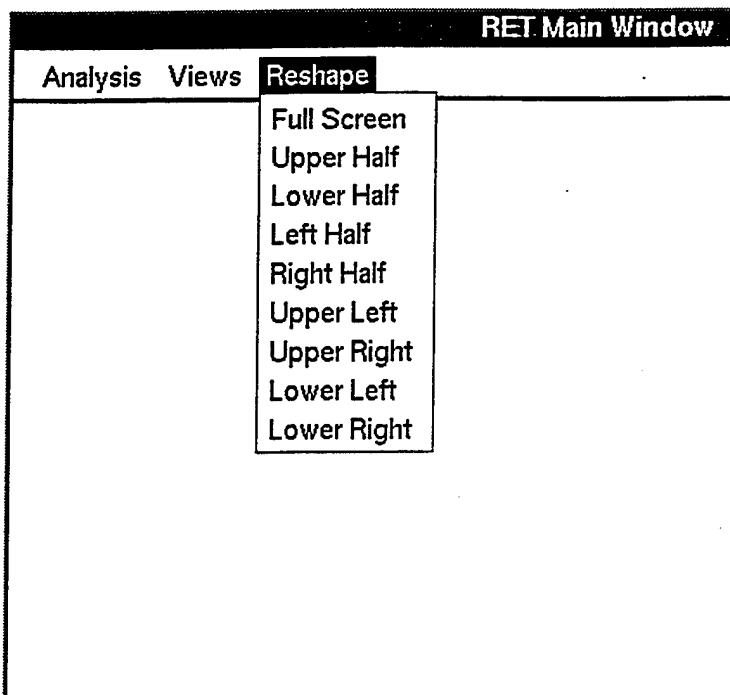 RET Main Window
Analysis Views Reshape
Full Screen
Upper Half
Lower Half
Left Half
Right Half
Upper Left
Upper Right
Lower Left
Lower Right